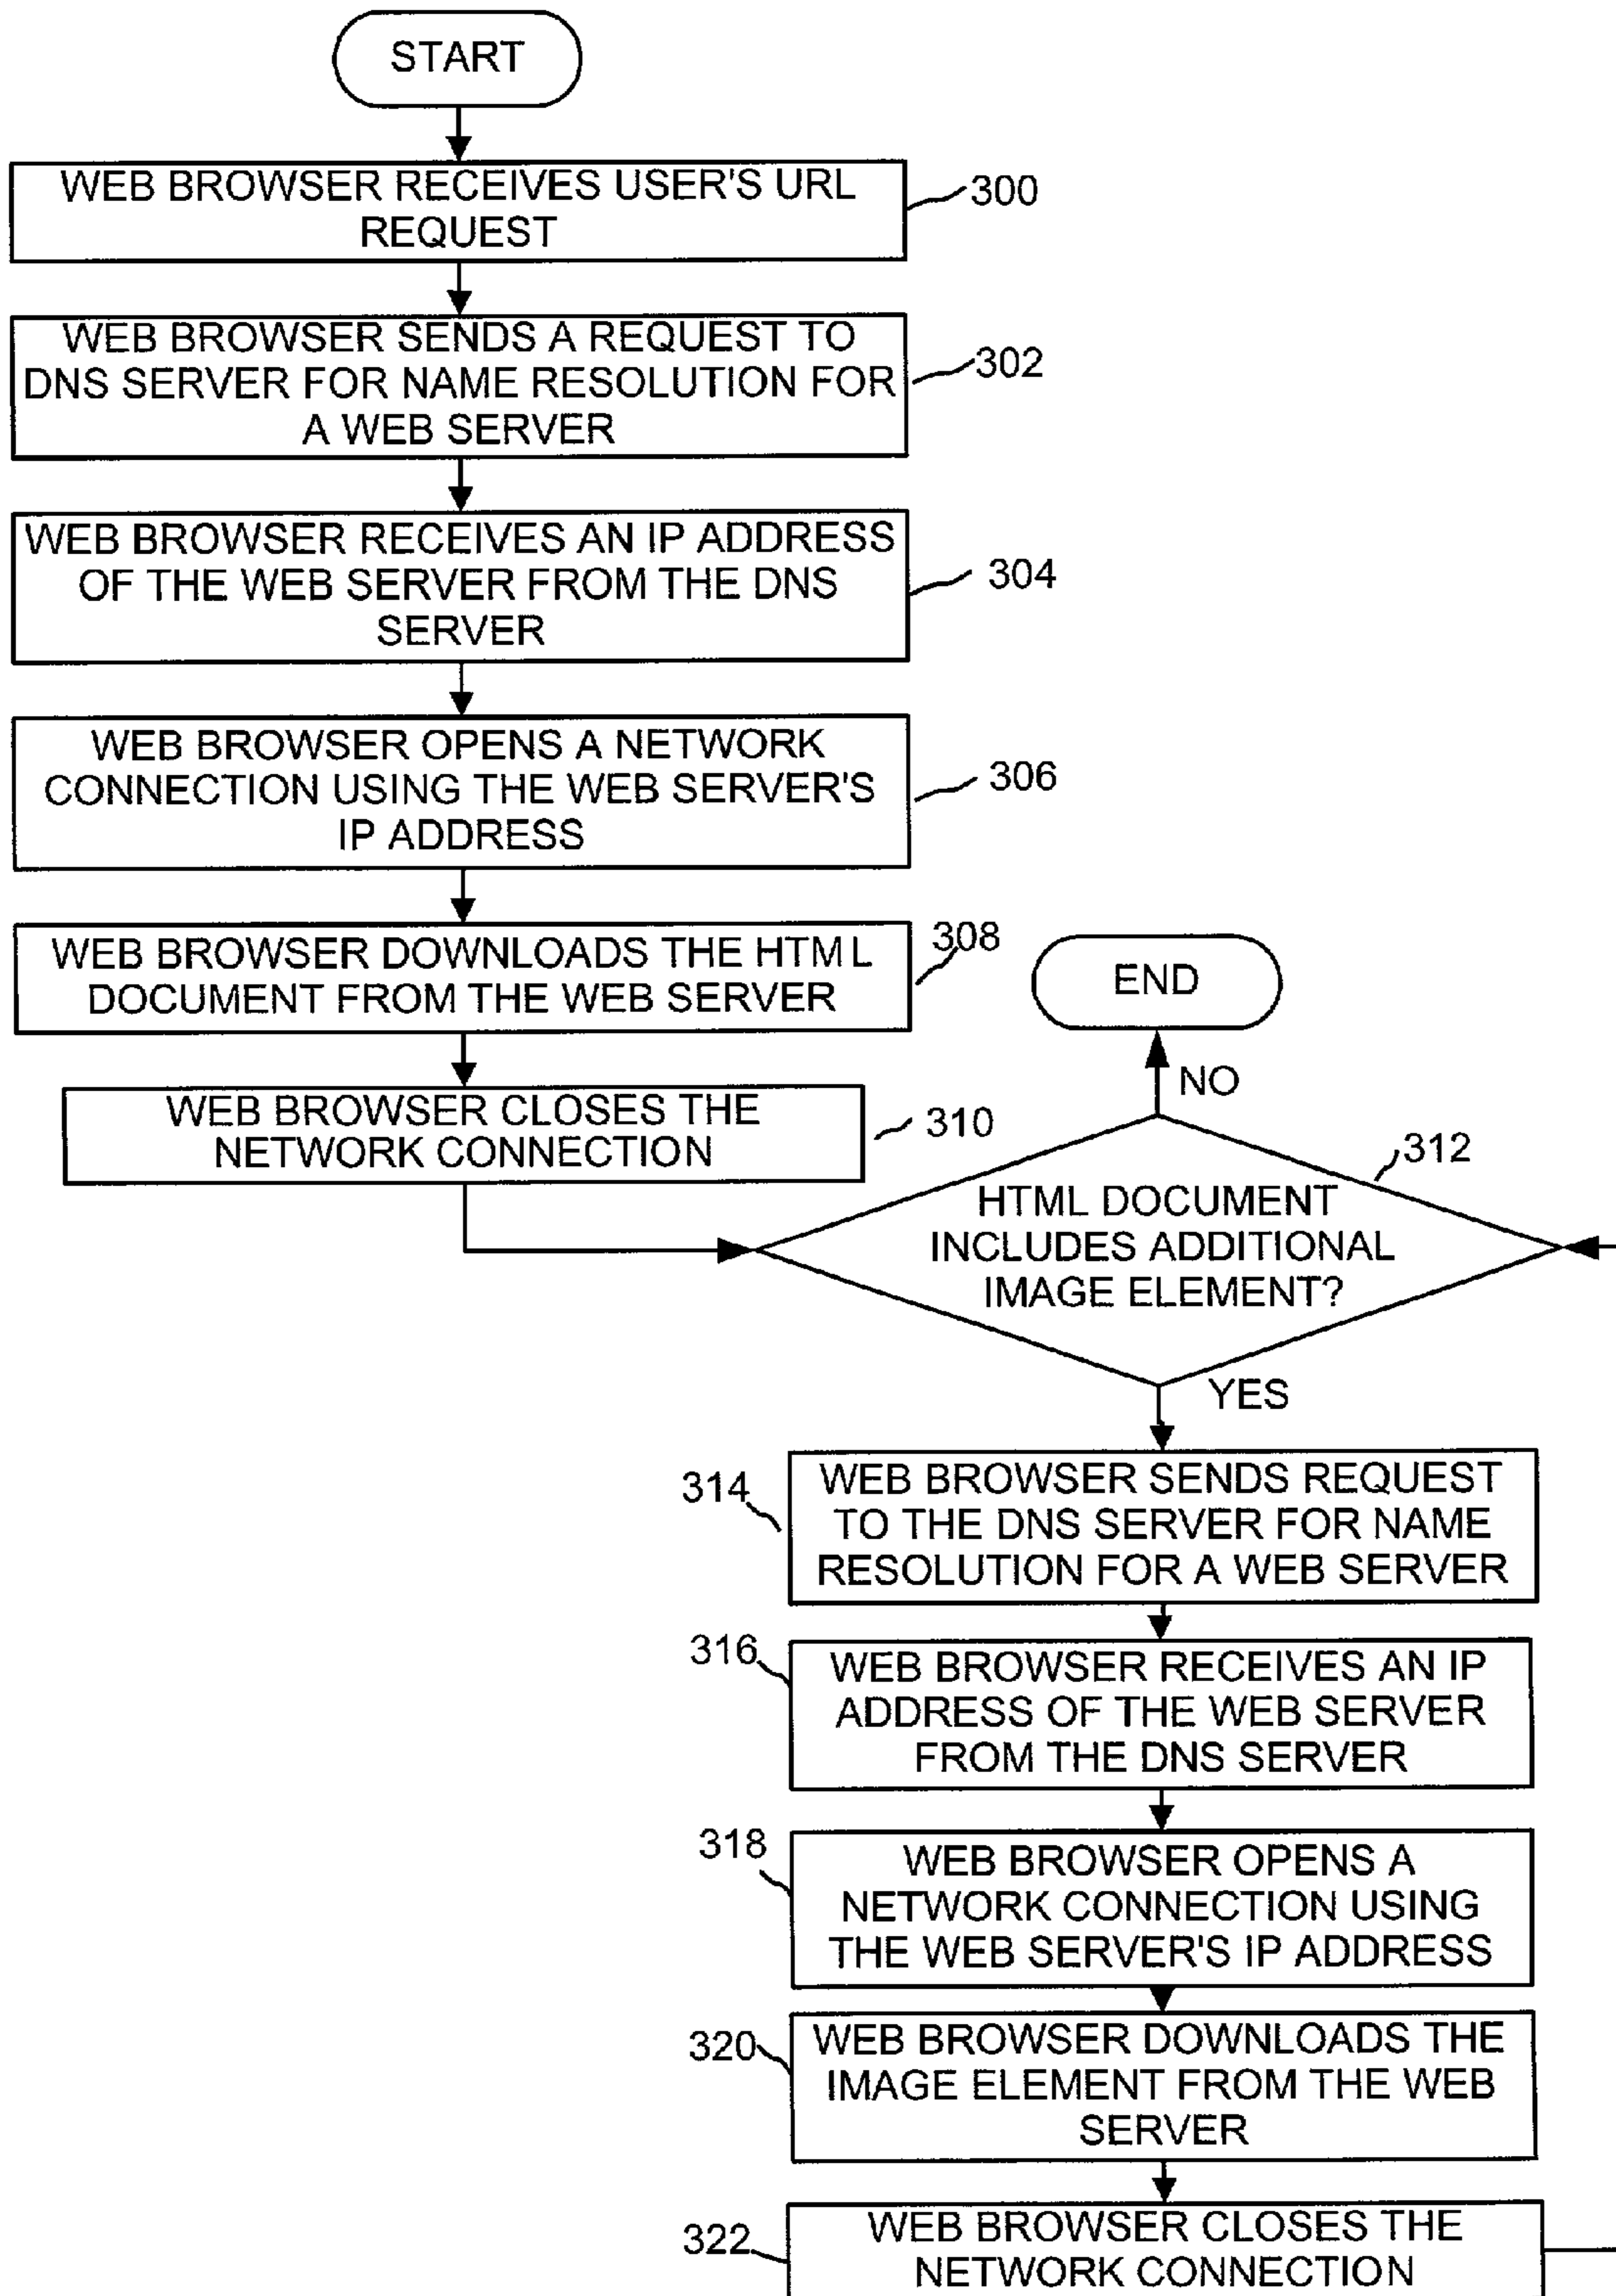 START
WEB BROWSER RECEIVES USER'S URL
REQUEST
300
WEB BROWSER SENDS A REQUEST TO
DNS SERVER FOR NAME RESOLUTION FOR
A WEB SERVER
302
WEB BROWSER RECEIVES AN IP ADDRESS
OF THE WEB SERVER FROM THE DNS
SERVER
304
WEB BROWSER OPENS A NETWORK
CONNECTION USING THE WEB SERVER'S
IP ADDRESS
306
WEB BROWSER DOWNLOADS THE HTML
DOCUMENT FROM THE WEB SERVER
308
WEB BROWSER CLOSES THE
NETWORK CONNECTION
310
END
NO
312
HTML DOCUMENT
INCLUDES ADDITIONAL
IMAGE ELEMENT?
YES
314
WEB BROWSER SENDS REQUEST
TO THE DNS SERVER FOR NAME
RESOLUTION FOR A WEB SERVER
316
WEB BROWSER RECEIVES AN IP
ADDRESS OF THE WEB SERVER
FROM THE DNS SERVER
318
WEB BROWSER OPENS A
NETWORK CONNECTION USING
THE WEB SERVER'S IP ADDRESS
320
WEB BROWSER DOWNLOADS THE
IMAGE ELEMENT FROM THE WEB
SERVER
322
WEB BROWSER CLOSES THE
NETWORK CONNECTION